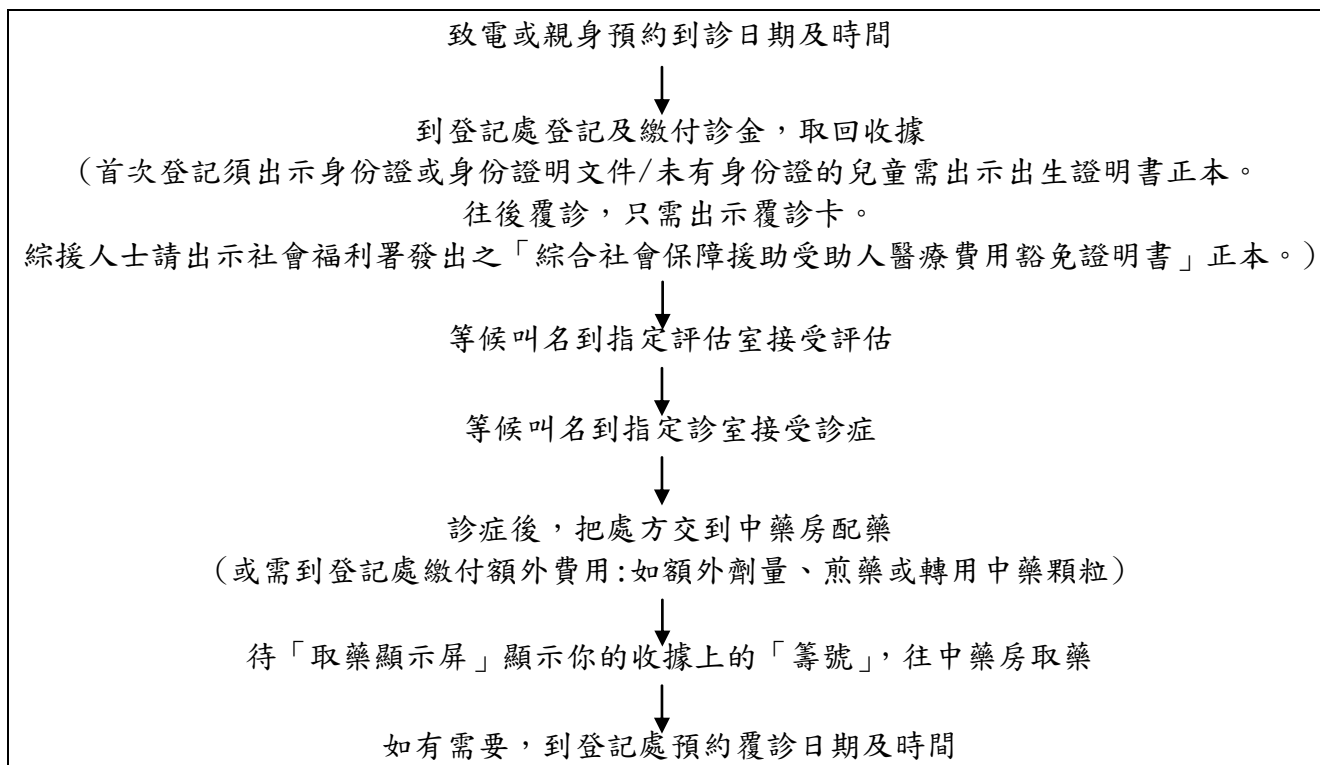 致電或親身預約到診日期及時間
到登記處登記及繳付診金，取回收據
（首次登記須出示身份證或身份證明文件/未有身份證的兒童需出示出生證明書正本。
往後覆診，只需出示覆診卡。
綜援人士請出示社會福利署發出之「綜合社會保障援助受助人醫療費用豁免證明書」正本。）
等候叫名到指定評估室接受評估
等候叫名到指定診室接受診症
診症後，把處方交到中藥房配藥
（或需到登記處繳付額外費用:如額外劑量、煎藥或轉用中藥顆粒）
待「取藥顯示屏」顯示你的收據上的「籌號」，往中藥房取藥
如有需要，到登記處預約覆診日期及時間